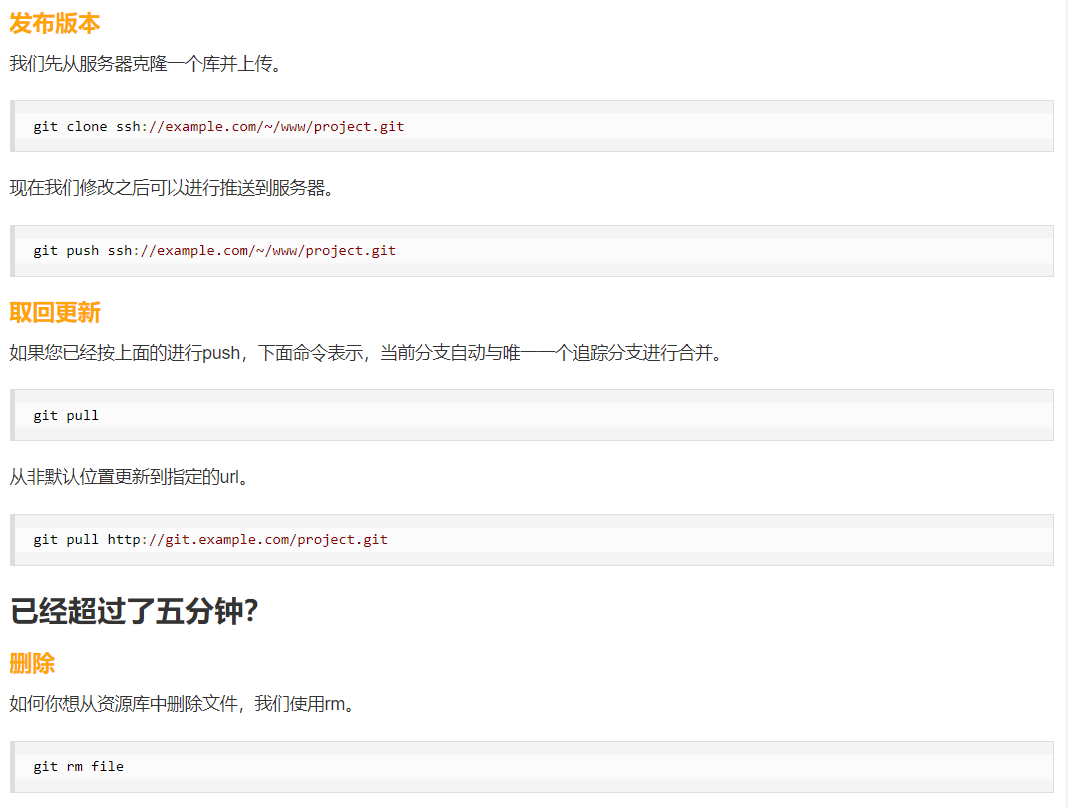 发布版本
我们先从服务器克隆一个库并上传。
git clone ssh://example.com/~/www/project.git
现在我们修改之后可以进行推送到服务器。
git push ssh://example.com/~/www/project.git
取回更新
如果您已经按上面的进行push，下面命令表示，当前分支自动与唯一一个追踪分支进行合并。
git pull
从非默认位置更新到指定的url。
git pull http://git.example.com/project.git
已经超过了五分钟？
删除
如何你想从资源库中删除文件，我们使用rm。
git rm file